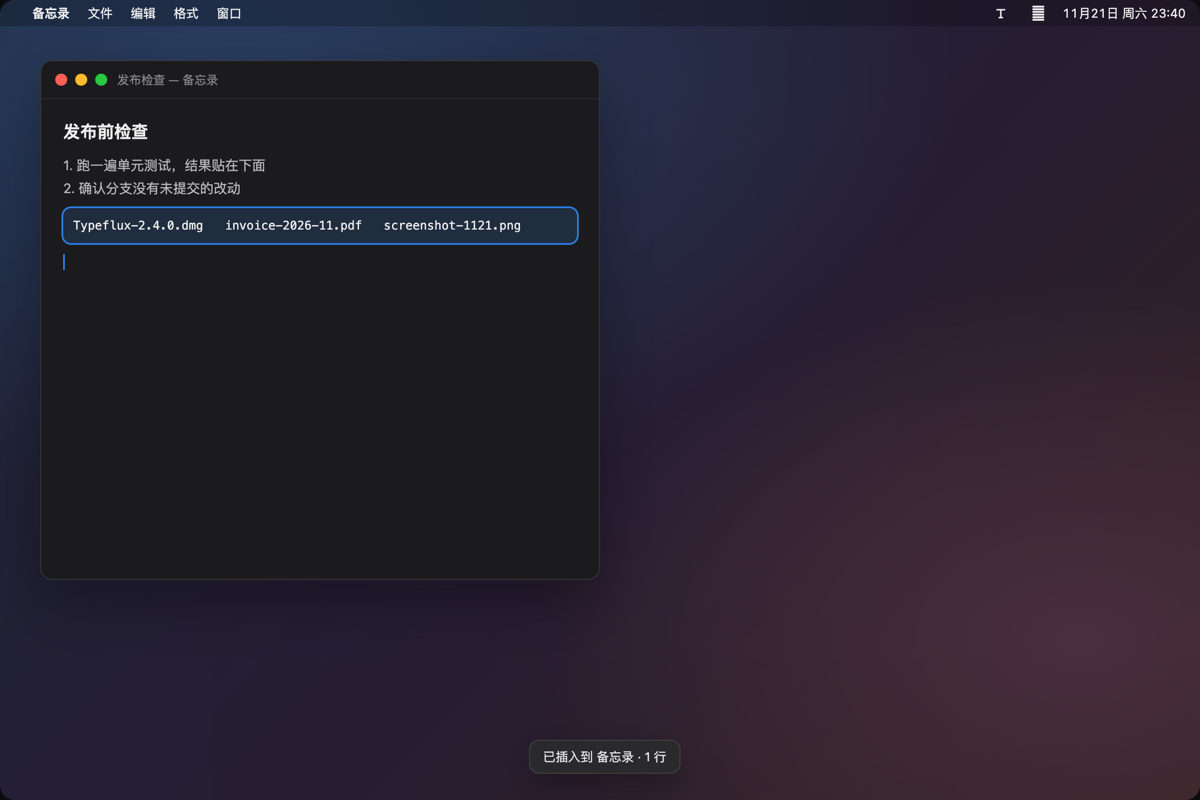 备忘录 文件 编辑 格式 窗口 T 11月21日 周六 23:40
发布检查 — 备忘录
发布前检查
1. 跑一遍单元测试，结果贴在下面
2. 确认分支没有未提交的改动
Typeflux-2.4.0.dmg invoice-2026-11.pdf screenshot-1121.png
已插入到 备忘录 · 1 行